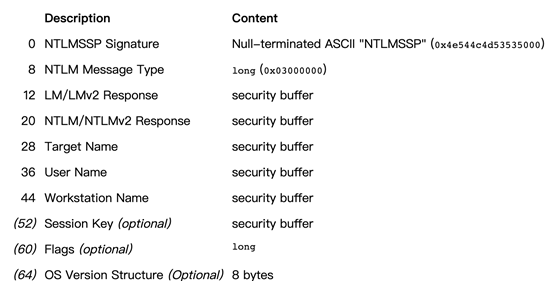 Description Content
0 NTLMSSP Signature Null-terminated ASCII "NTLMSSP" (0x4e544c4d53535000)
8 NTLM Message Type long (0x03000000)
12 LM/LMv2 Response security buffer
20 NTLM/NTLMv2 Response security buffer
28 Target Name security buffer
36 User Name security buffer
44 Workstation Name security buffer
(52) Session Key (optional) security buffer
(60) Flags (optional) long
(64) OS Version Structure (Optional) 8 bytes